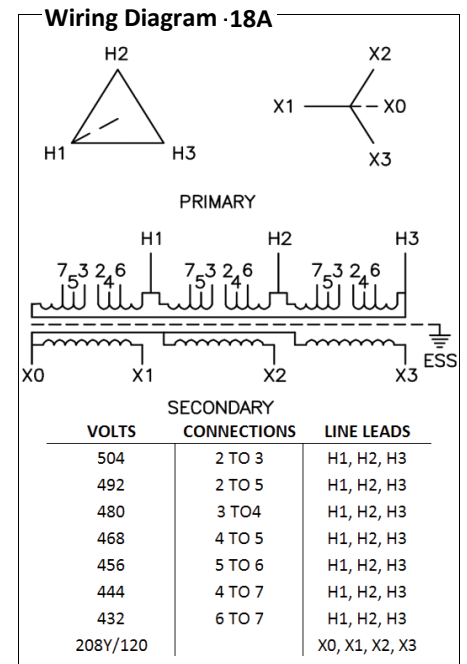 Wiring Diagram -18A
H2
X2
X1
X0
H1
H3
X3
PRIMARY
H1 H2 H3
7 5 3 2 4 6 7 5 3 2 4 6 7 5 3 2 4 6
ESS
X0 X1 X2 X3
SECONDARY
VOLTS CONNECTIONS LINE LEADS
504 2 TO 3 H1, H2, H3
492 2 TO 5 H1, H2, H3
480 3 TO4 H1, H2, H3
468 4 TO 5 H1, H2, H3
456 5 TO 6 H1, H2, H3
444 4 TO 7 H1, H2, H3
432 6 TO 7 H1, H2, H3
208Y/120 X0, X1, X2, X3